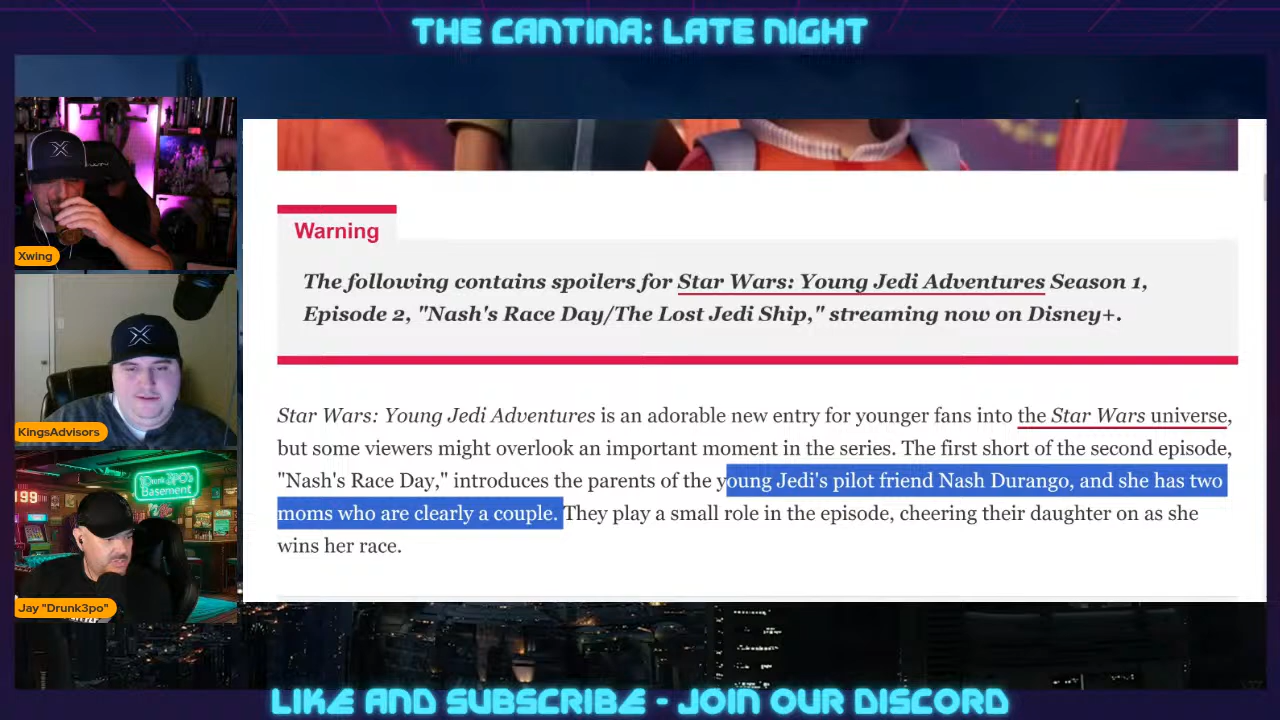 THE CANTINA: LATE NIGHT
Xwing
KingsAdvisors
Drunk3po's
Basement
Jay "Drunk3po"
Warning
The following contains spoilers for Star Wars: Young Jedi Adventures Season 1,
Episode 2, "Nash's Race Day/The Lost Jedi Ship," streaming now on Disney+.
Star Wars: Young Jedi Adventures is an adorable new entry for younger fans into the Star Wars universe,
but some viewers might overlook an important moment in the series. The first short of the second episode,
"Nash's Race Day," introduces the parents of the young Jedi's pilot friend Nash Durango, and she has two
moms who are clearly a couple. They play a small role in the episode, cheering their daughter on as she
wins her race.
LIKE AND SUBSCRIBE - JOIN OUR DISCORD